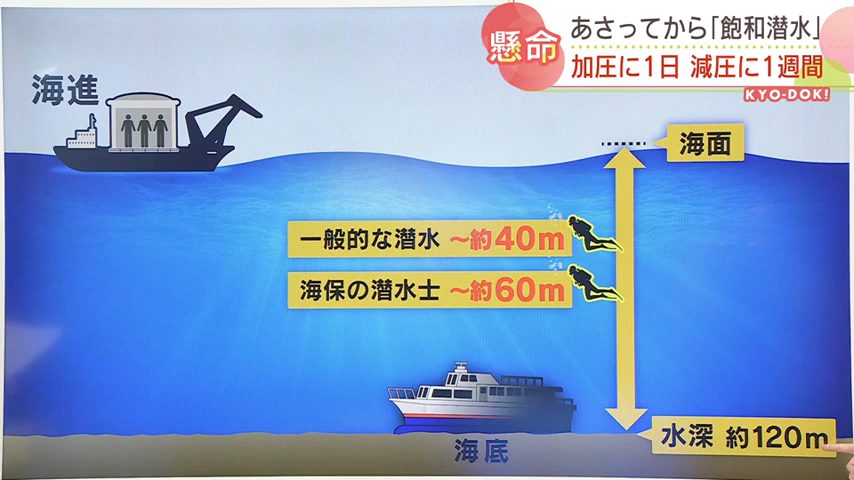 懸命
あさってから「飽和潜水」
加圧に1日 減圧に1週間
KYO-DOK!
海進
海面
一般的な潜水 ～約40m
海保の潜水士 ～約60m
水深 約120m
海底